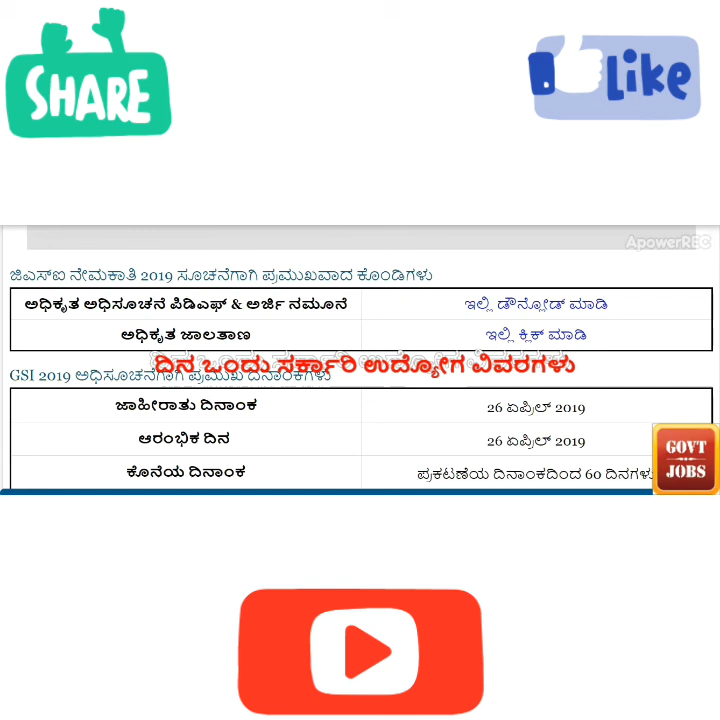 SHARE
Like
ApowerREC
ಜಿಎಸ್ಐ ನೇಮಕಾತಿ 2019 ಸೂಚನೆಗಾಗಿ ಪ್ರಮುಖವಾದ ಕೊಂಡಿಗಳು
ಅಧಿಕೃತ ಅಧಿಸೂಚನೆ ಪಿಡಿಎಫ್ & ಅರ್ಜಿ ನಮೂನೆ ಇಲ್ಲಿ ಡೌನ್ಲೋಡ್ ಮಾಡಿ
ಅಧಿಕೃತ ಜಾಲತಾಣ ಇಲ್ಲಿ ಕ್ಲಿಕ್ ಮಾಡಿ
ದಿನ ಒಂದು ಸರ್ಕಾರಿ ಉದ್ಯೋಗ ವಿವರಗಳು
GSI 2019 ಅಧಿಸೂಚನೆಗಾಗಿ ಪ್ರಮುಖ ದಿನಾಂಕಗಳು
ಜಾಹೀರಾತು ದಿನಾಂಕ 26 ಏಪ್ರಿಲ್ 2019
ಆರಂಭಿಕ ದಿನ 26 ಏಪ್ರಿಲ್ 2019
ಕೊನೆಯ ದಿನಾಂಕ ಪ್ರಕಟಣೆಯ ದಿನಾಂಕದಿಂದ 60 ದಿನಗಳು
GOVT
JOBS